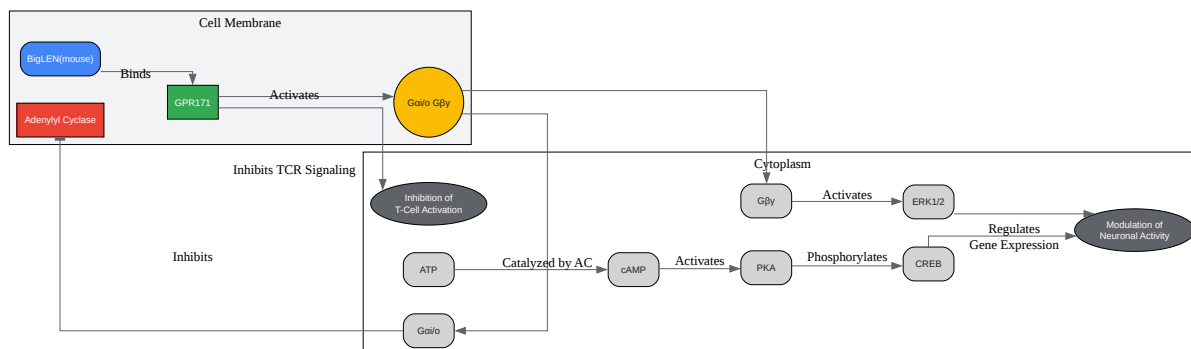 Cell Membrane
BigLEN(mouse)
Binds
GPR171
Activates
Gαi/o Gβγ
Adenylyl Cyclase
Inhibits TCR Signaling
Cytoplasm
Inhibition of
T-Cell Activation
Gβγ
Activates
ERK1/2
Modulation of
Neuronal Activity
Regulates
Gene Expression
Inhibits
ATP
Catalyzed by AC
cAMP
Activates
PKA
Phosphorylates
CREB
Gαi/o